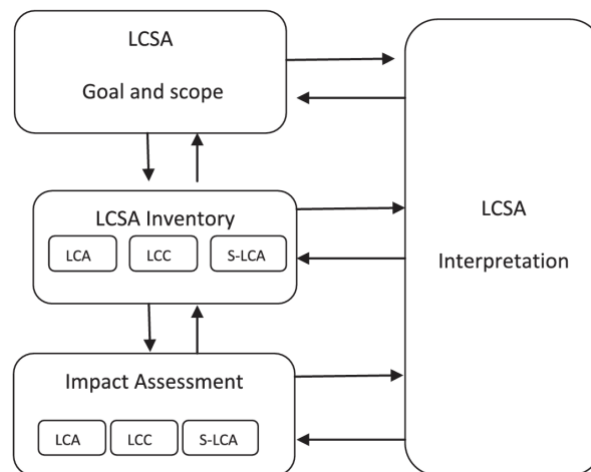 LCSA
Goal and scope
LCSA Inventory
LCA LCC S-LCA
Impact Assessment
LCA LCC S-LCA
LCSA
Interpretation